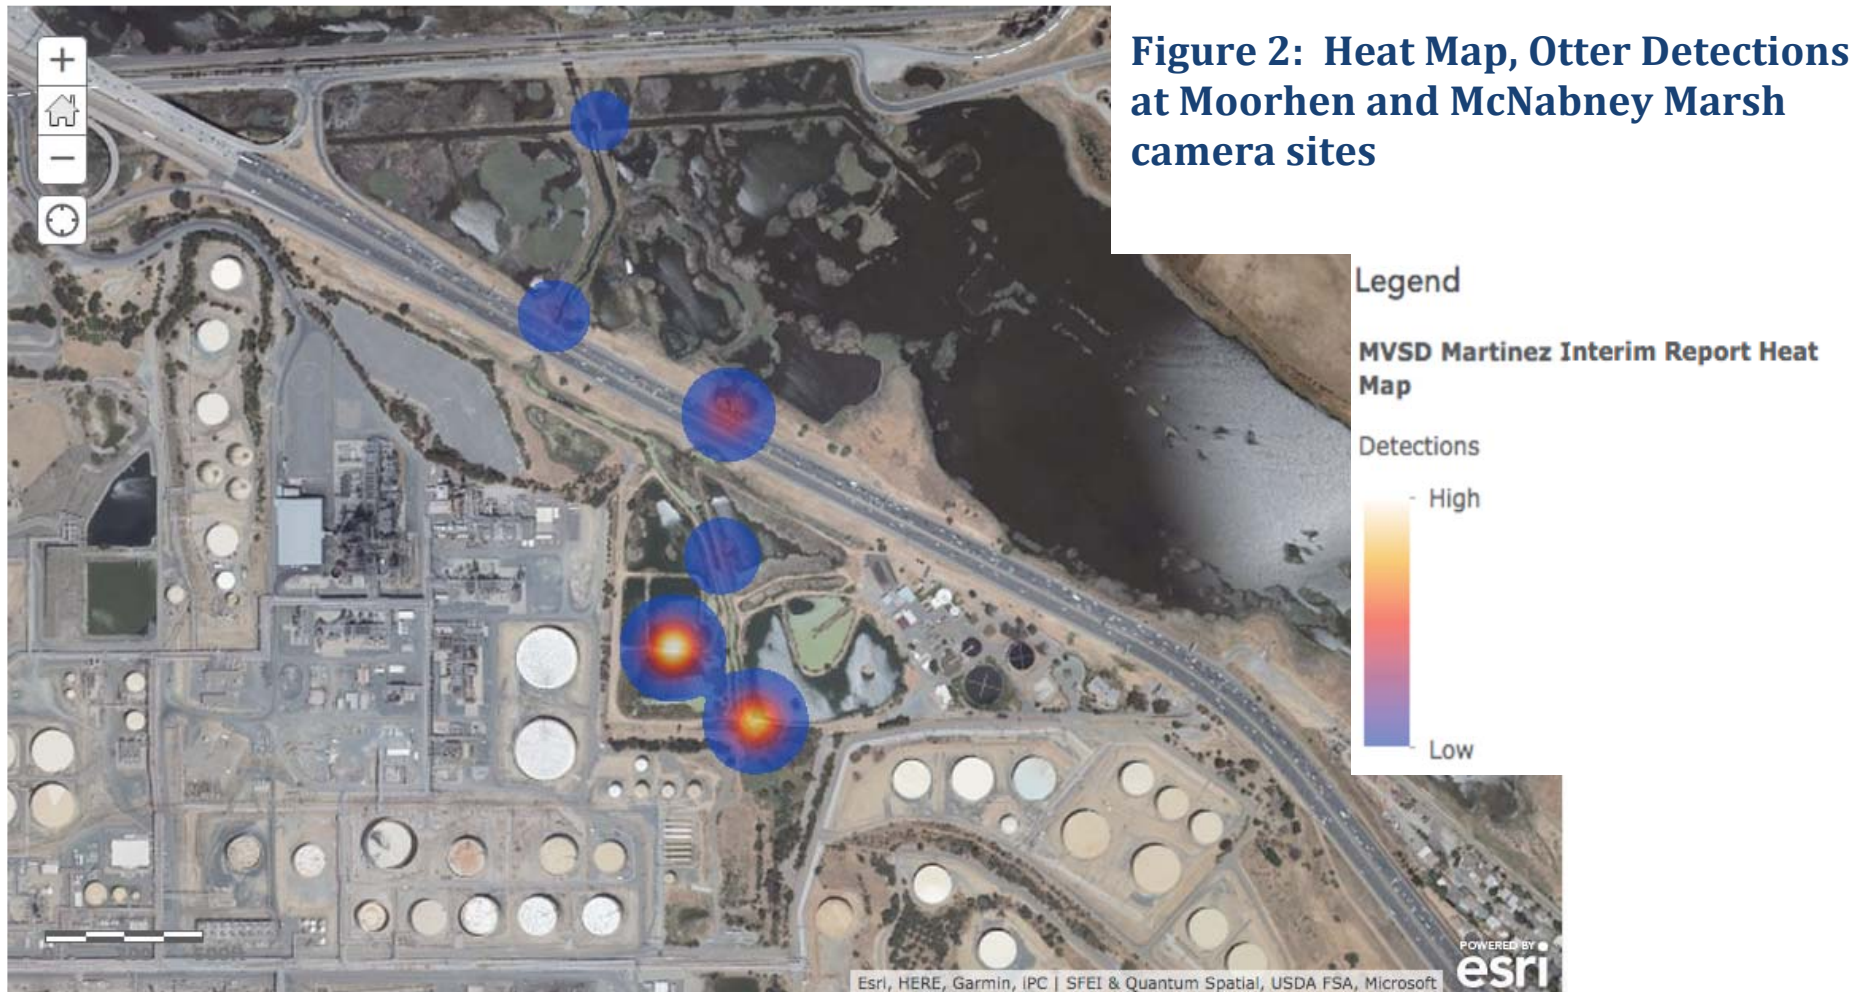 Figure 2: Heat Map, Otter Detections
at Moorhen and McNabney Marsh
camera sites
Legend
MVSD Martinez Interim Report Heat
Map
Detections
High
Low
POWERED BY
esri
Esri, HERE, Garmin, iPC | SFEI & Quantum Spatial, USDA FSA, Microsoft